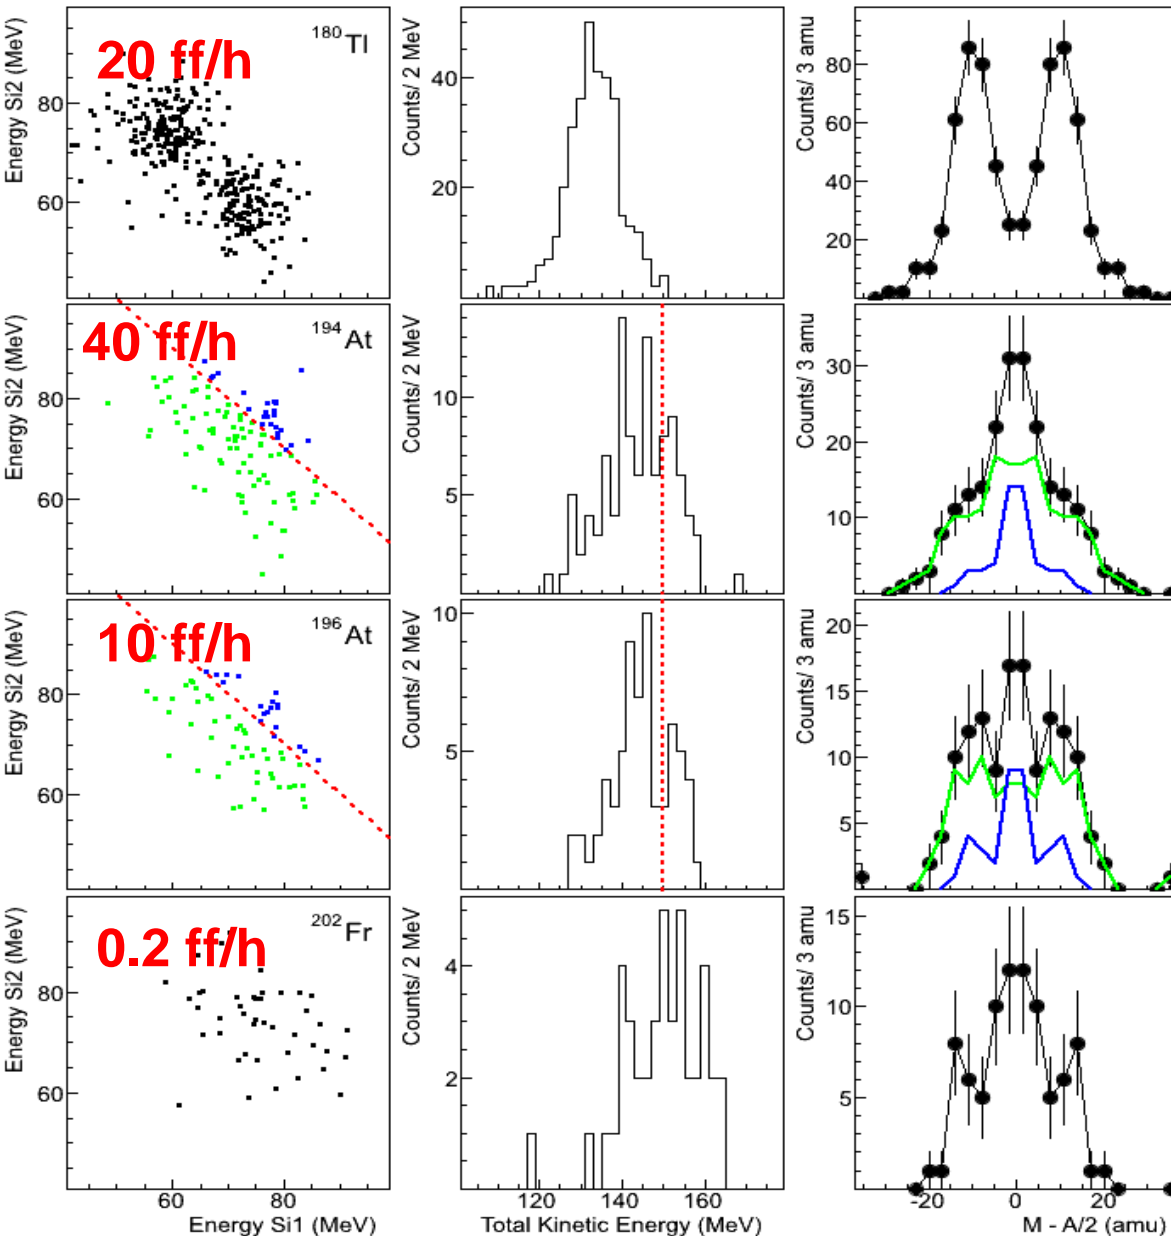 Energy Si2 (MeV)
80
60
20 ff/h
180Tl
Counts/ 2 MeV
40
20
Counts/ 3 amu
80
60
40
20
Energy Si2 (MeV)
80
60
40 ff/h
194At
Counts/ 2 MeV
10
5
Counts/ 3 amu
30
20
10
Energy Si2 (MeV)
80
60
10 ff/h
196At
Counts/ 2 MeV
10
5
Counts/ 3 amu
20
15
10
5
Energy Si2 (MeV)
80
60
0.2 ff/h
202Fr
Counts/ 2 MeV
4
2
Counts/ 3 amu
15
10
5
60 80
Energy Si1 (MeV)
120 140 160
Total Kinetic Energy (MeV)
-20 0 20
M - A/2 (amu)